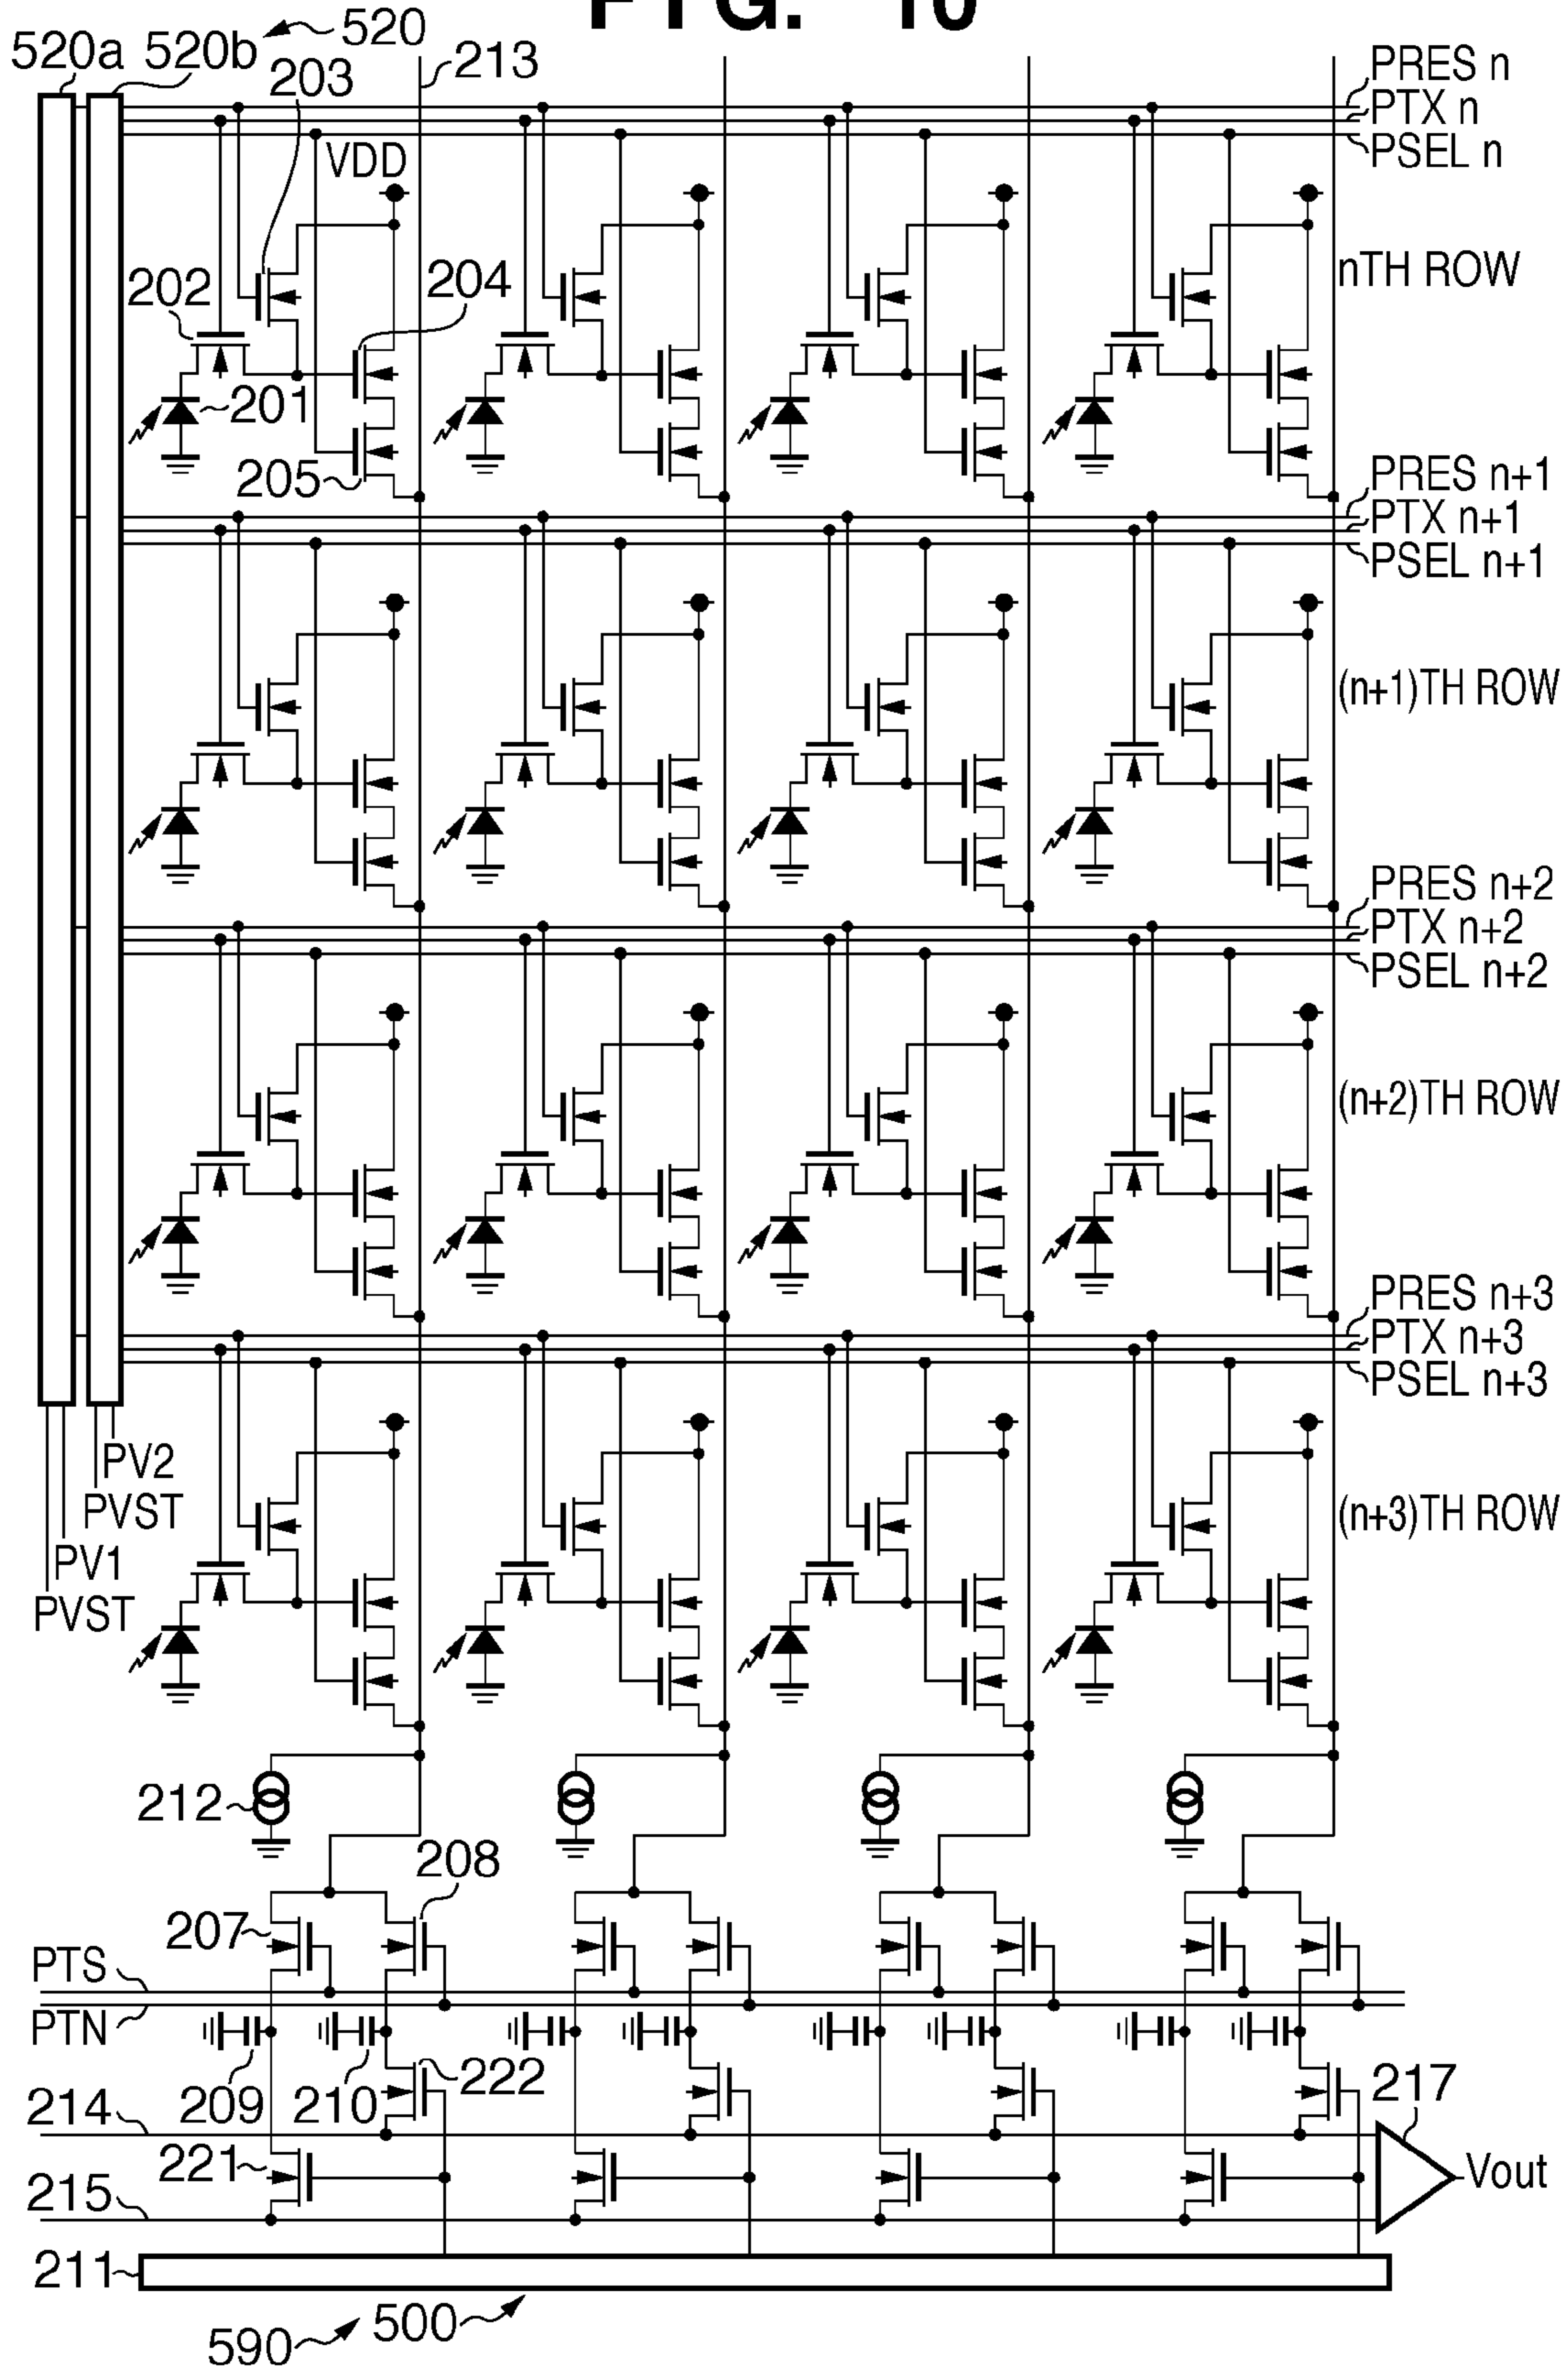 FIG. 10
520
520a 520b
203
213
PRES n
PTX n
PSEL n
VDD
nTH ROW
202
204
201
205
PRES n+1
PTX n+1
PSEL n+1
(n+1)TH ROW
PRES n+2
PTX n+2
PSEL n+2
(n+2)TH ROW
PRES n+3
PTX n+3
PSEL n+3
PV2
PVST
PV1
PVST
(n+3)TH ROW
212
208
207
PTS
PTN
209 210 222
217
214
221
Vout
215
211
500
590